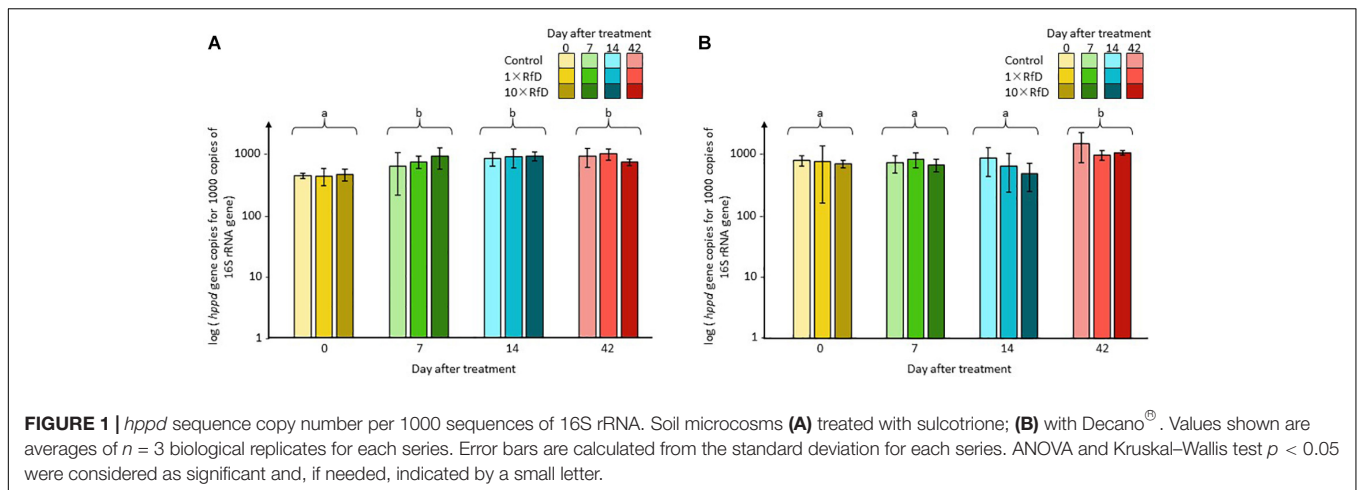 A
Day after treatment
0 7 14 42
Control
1×RfD
10×RfD
a b b b
log ( hppd gene copies for 1000 copies of
16S rRNA gene)
1000
100
10
1
0 7 14 42
Day after treatment
B
Day after treatment
0 7 14 42
Control
1×RfD
10×RfD
a a a b
log ( hppd gene copies for 1000 copies of
16S rRNA gene)
1000
100
10
1
0 7 14 42
Day after treatment
FIGURE 1 | hppd sequence copy number per 1000 sequences of 16S rRNA. Soil microcosms (A) treated with sulcotrione; (B) with Decano®. Values shown are
averages of n = 3 biological replicates for each series. Error bars are calculated from the standard deviation for each series. ANOVA and Kruskal–Wallis test p < 0.05
were considered as significant and, if needed, indicated by a small letter.